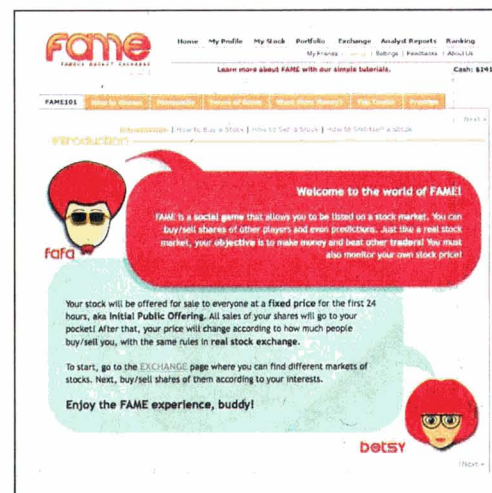 fame
Home My Profile My Stock Portfolio Exchange Analyst Reports Ranking
My Friends | Settings | Feedbacks | About Us
Learn more about FAME with our simple tutorials.
Cash: $241
FAME101
Next »
| How to Buy a Stock | How to Sell a Stock | How to
introduction
Welcome to the world of FAME!
FAME is a social game that allows you to be listed on a stock market. You can
buy/sell shares of other players and even predictions. Just like a real stock
market, your objective is to make money and beat other traders! You must
also monitor your own stock price!
fafa
Your stock will be offered for sale to everyone at a fixed price for the first 24
hours, aka Initial Public Offering. All sales of your shares will go to your
pocket! After that, your price will change according to how much people
buy/sell you, with the same rules in real stock exchange.
To start, go to the EXCHANGE page where you can find different markets of
stocks. Next, buy/sell shares of them according to your interests.
Enjoy the FAME experience, buddy!
betsy
Next »